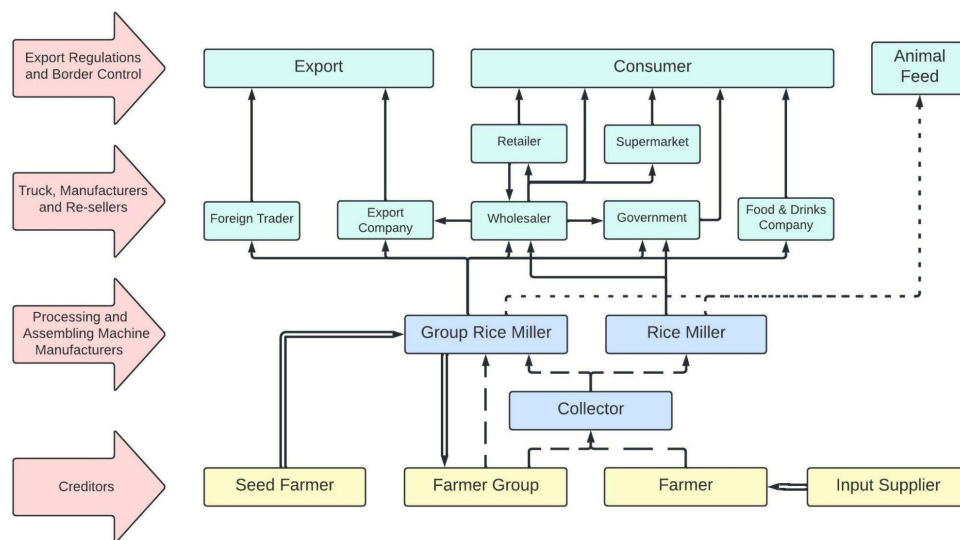 Export Regulations
and Border Control
Export
Consumer
Animal
Feed
Truck, Manufacturers
and Re-sellers
Retailer
Supermarket
Foreign Trader
Export
Company
Wholesaler
Government
Food & Drinks
Company
Processing and
Assembling Machine
Manufacturers
Group Rice Miller
Rice Miller
Collector
Creditors
Seed Farmer
Farmer Group
Farmer
Input Supplier